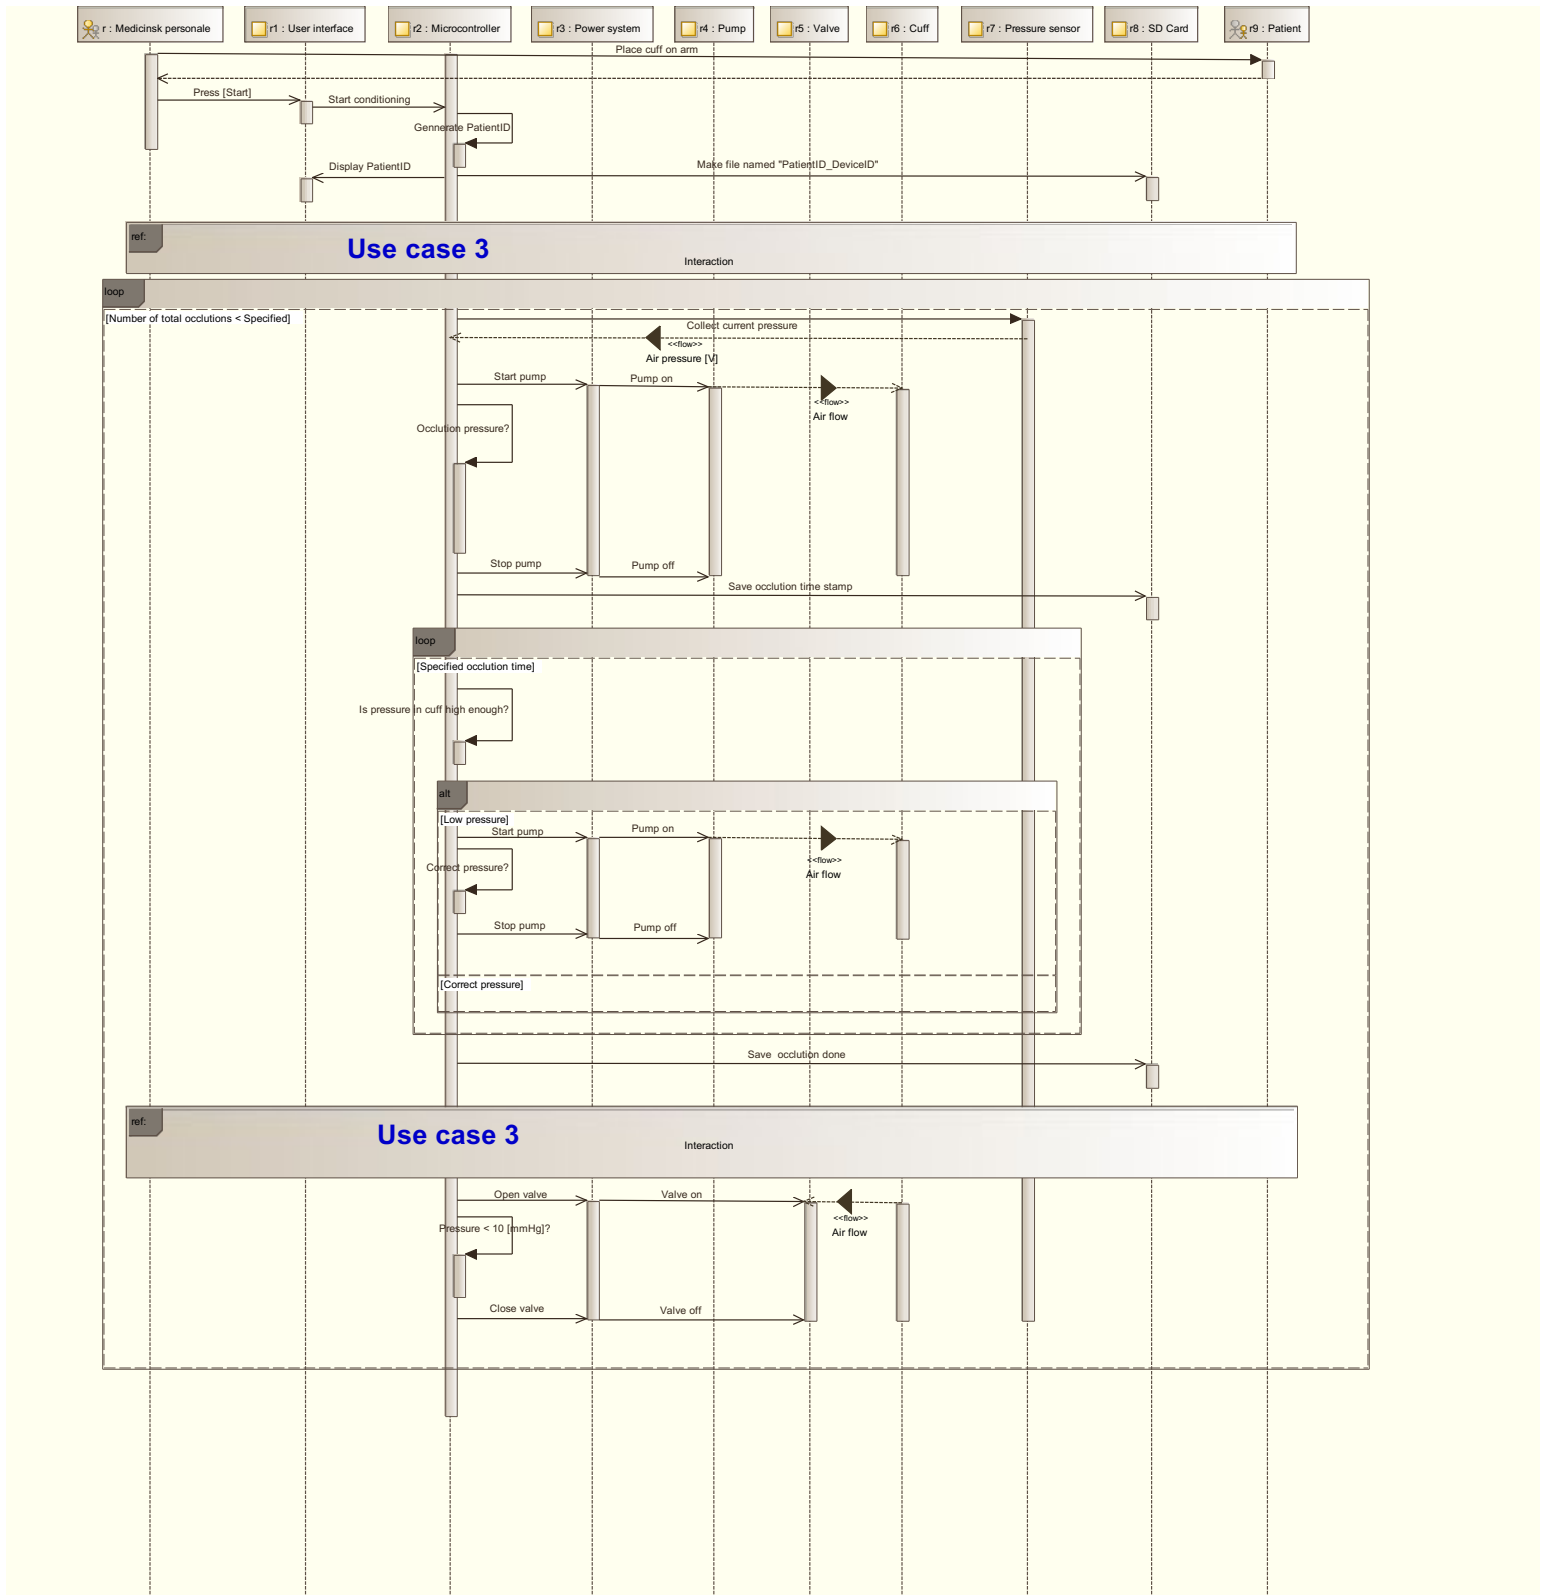 r : Medicinsk personale
r1 : User interface
r2 : Microcontroller
r3 : Power system
r4 : Pump
r5 : Valve
r6 : Cuff
r7 : Pressure sensor
r8 : SD Card
r9 : Patient
Place cuff on arm
Press [Start]
Start conditioning
Gennerate PatientID
Display PatientID
Make file named "PatientID_DeviceID"
ref:
Use case 3
Interaction
loop
[Number of total occlutions < Specified]
Collect current pressure
<<flow>>
Air pressure [V]
Start pump
Pump on
<<flow>>
Air flow
Occlution pressure?
Stop pump
Pump off
Save occlution time stamp
loop
[Specified occlution time]
Is pressure in cuff high enough?
alt
[Low pressure]
Start pump
Pump on
<<flow>>
Air flow
Correct pressure?
Stop pump
Pump off
[Correct pressure]
Save occlution done
ref:
Use case 3
Interaction
Open valve
Valve on
<<flow>>
Air flow
Pressure < 10 [mmHg]?
Close valve
Valve off